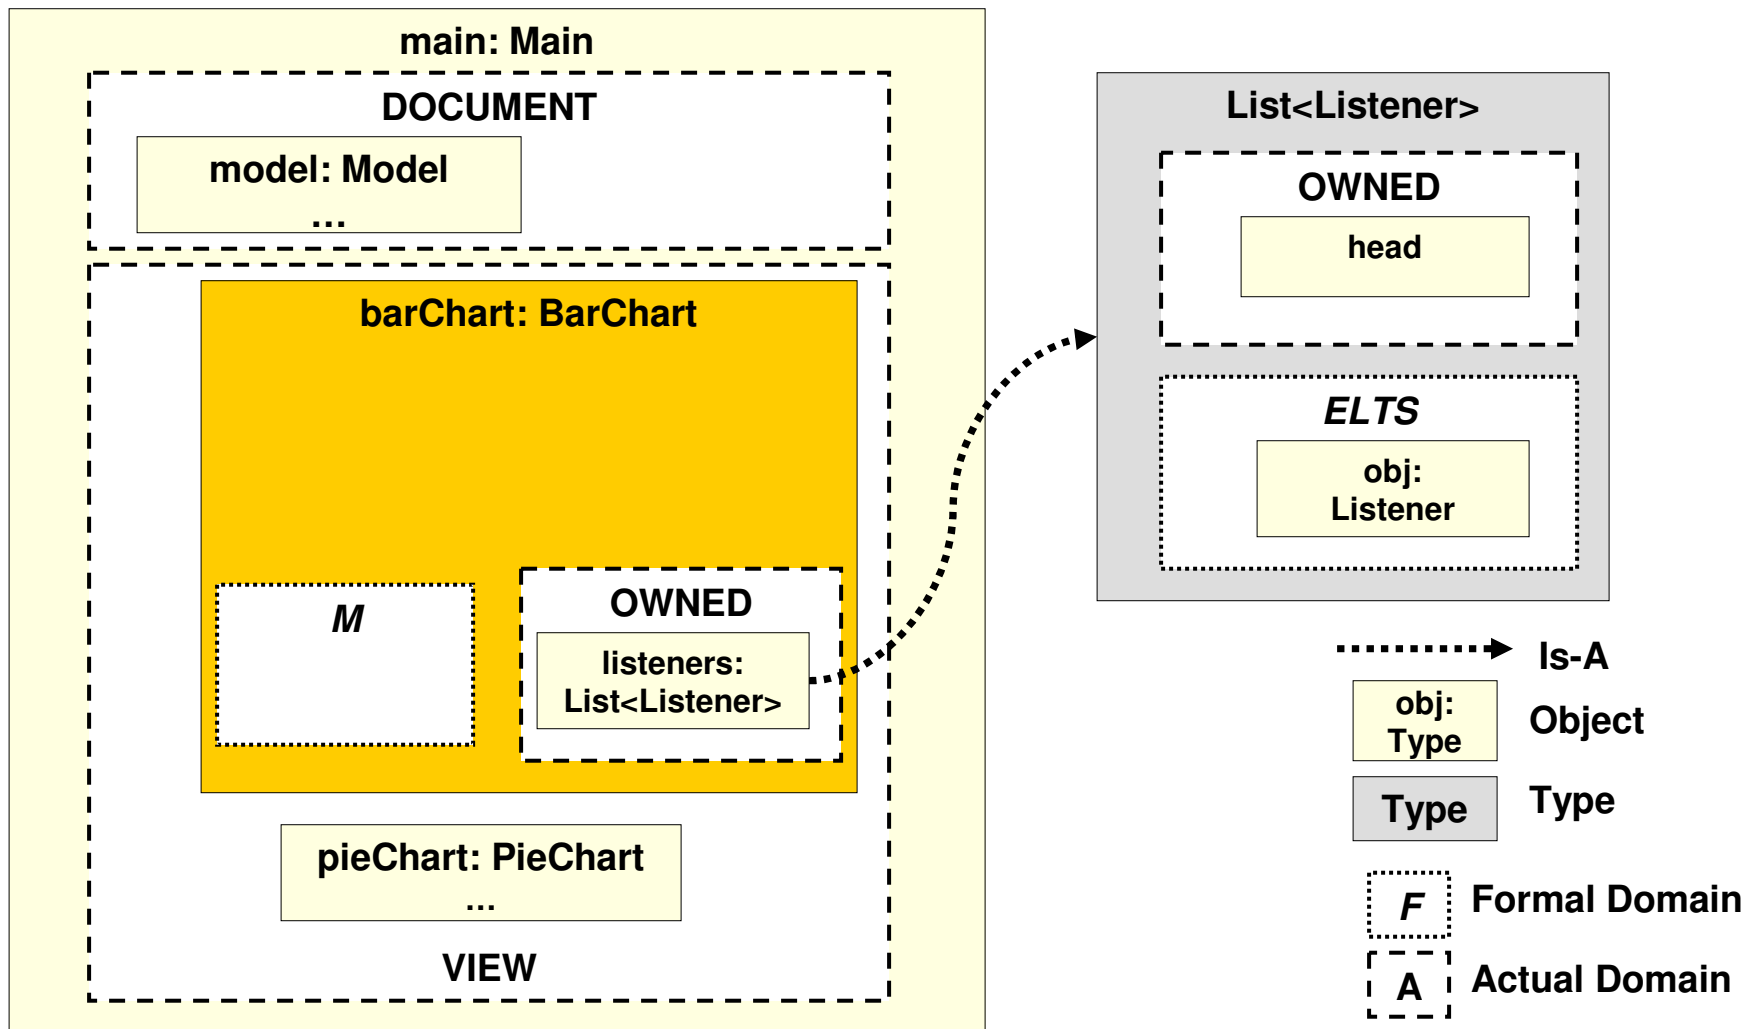 main: Main
DOCUMENT
model: Model
...
barChart: BarChart
M
OWNED
listeners:
List<Listener>
pieChart: PieChart
...
VIEW
List<Listener>
OWNED
head
ELTS
obj:
Listener
Is-A
obj:
Type
Object
Type
Type
F
Formal Domain
A
Actual Domain